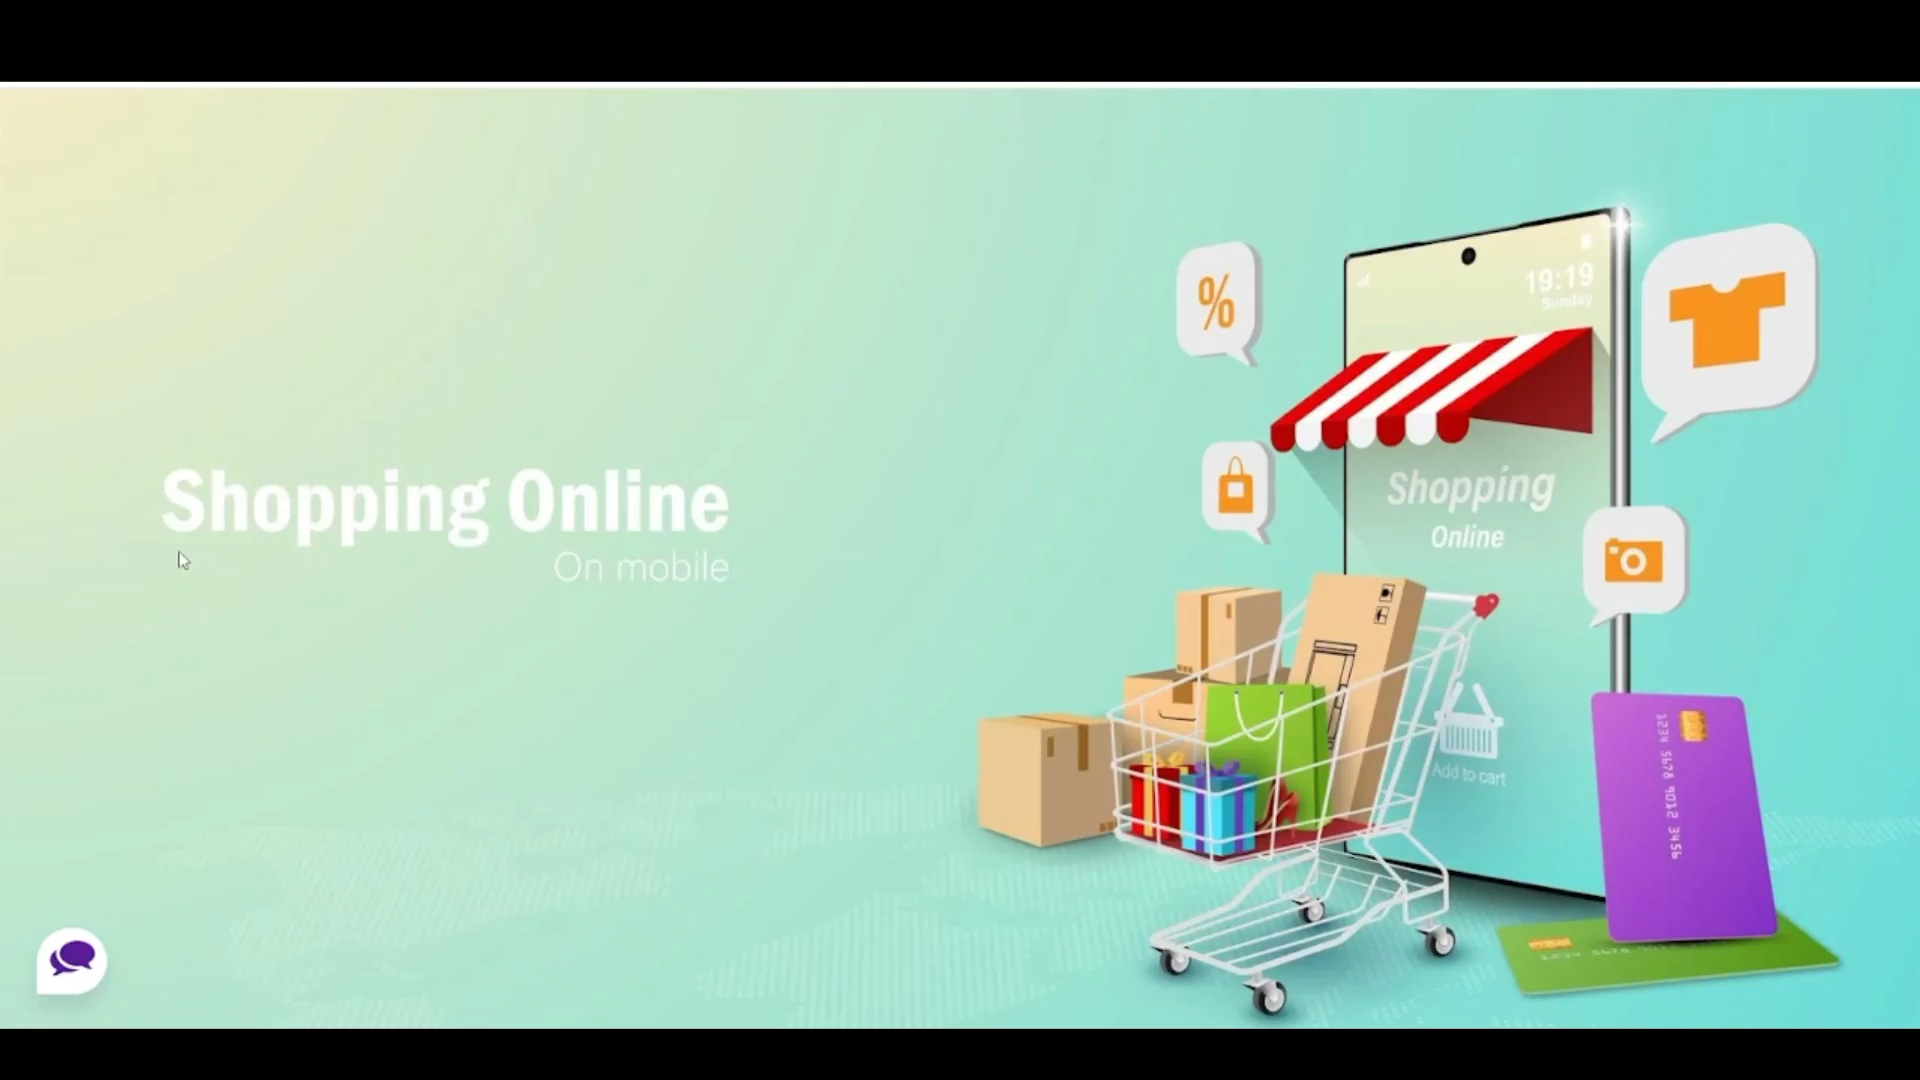 Shopping Online
On mobile
%
19:19
Sunday
Shopping
Online
Add to cart
1234 5678 9012 3456